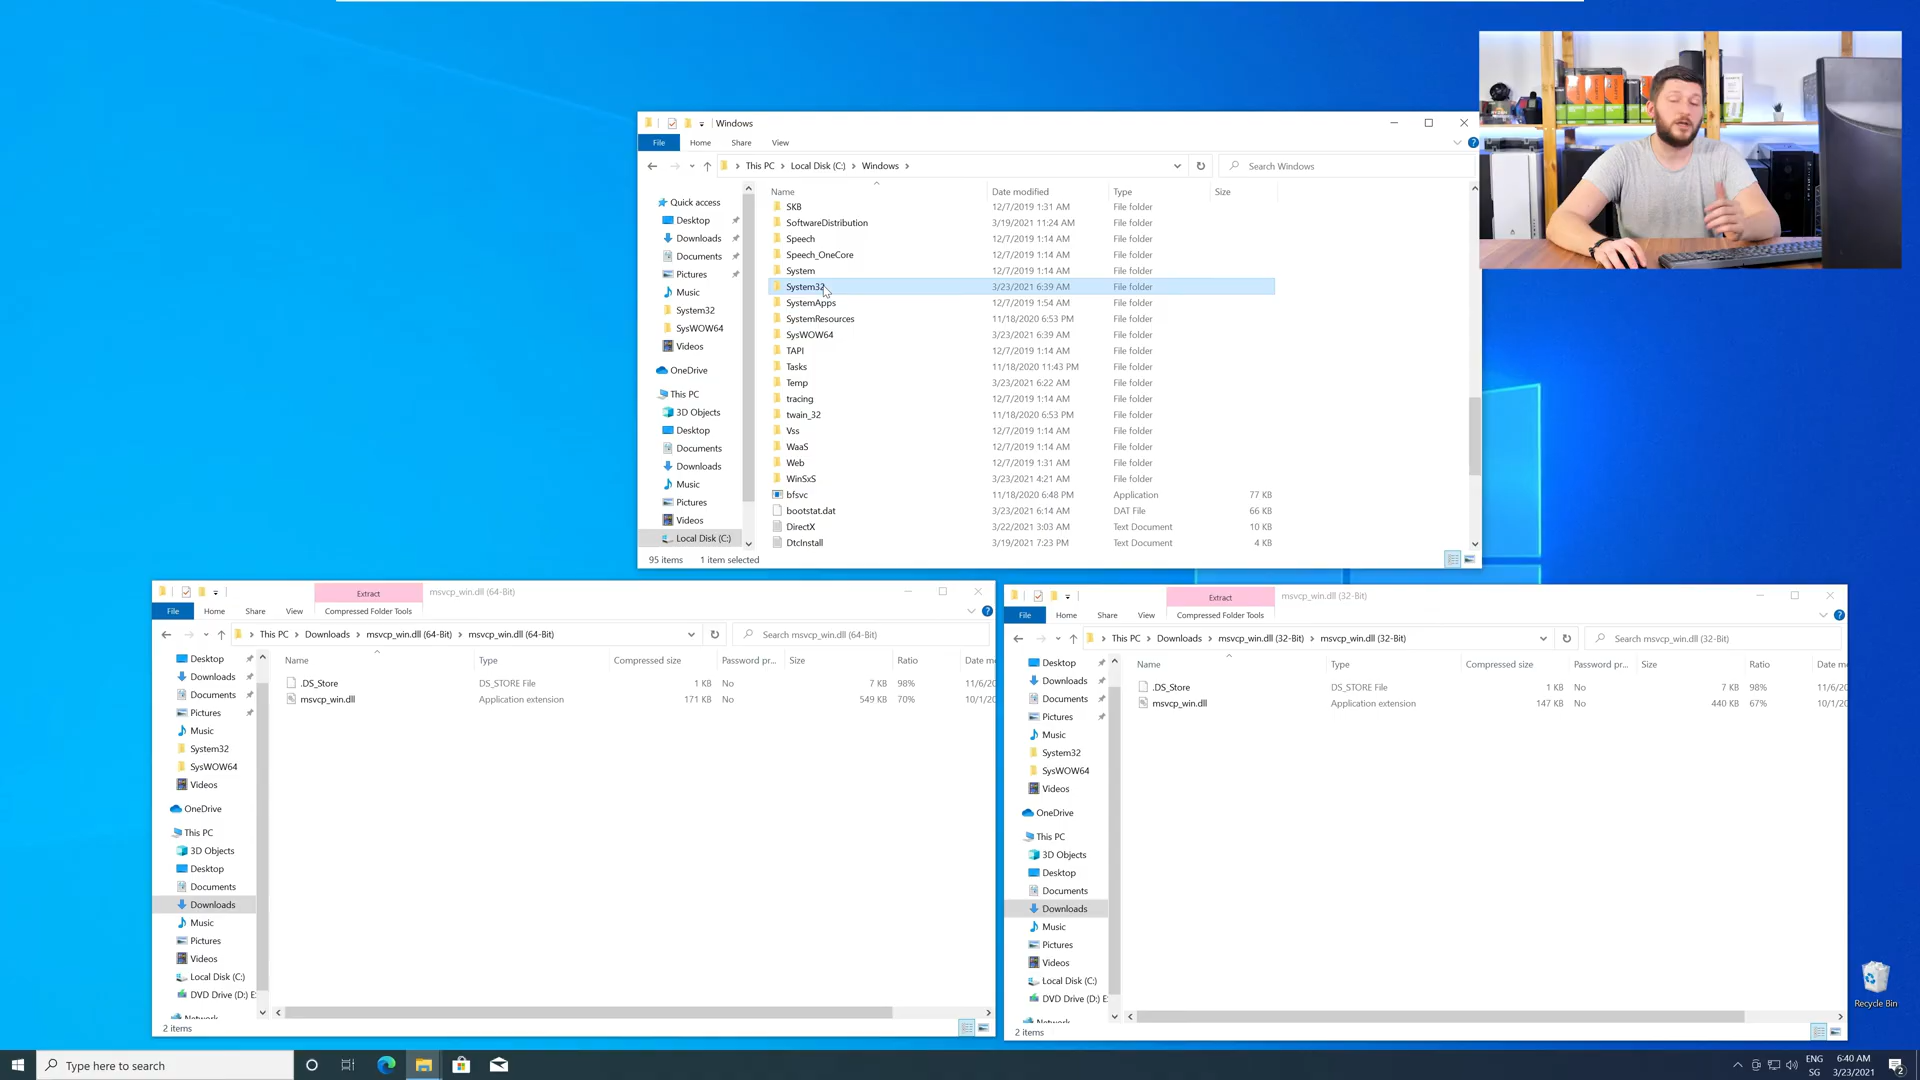 Windows
File Home Share View
This PC Local Disk (C:) Windows Search Windows
Name Date modified Type Size
Quick access
Desktop
Downloads
Documents
Pictures
Music
System32
SysWOW64
Videos
OneDrive
This PC
3D Objects
Desktop
Documents
Downloads
Music
Pictures
Videos
Local Disk (C:)
SKB 12/7/2019 1:31 AM File folder
SoftwareDistribution 3/19/2021 11:24 AM File folder
Speech 12/7/2019 1:14 AM File folder
Speech_OneCore 12/7/2019 1:14 AM File folder
System 12/7/2019 1:14 AM File folder
System32 3/23/2021 6:39 AM File folder
SystemApps 12/7/2019 1:54 AM File folder
SystemResources 11/18/2020 6:53 PM File folder
SysWOW64 3/23/2021 6:39 AM File folder
TAPI 12/7/2019 1:14 AM File folder
Tasks 11/18/2020 11:43 PM File folder
Temp 3/23/2021 6:22 AM File folder
tracing 12/7/2019 1:14 AM File folder
twain_32 11/18/2020 6:53 PM File folder
Vss 12/7/2019 1:14 AM File folder
WaaS 12/7/2019 1:14 AM File folder
Web 12/7/2019 1:31 AM File folder
WinSxS 3/23/2021 4:21 AM File folder
bfsvc 11/18/2020 6:48 PM Application 77 KB
bootstat.dat 3/23/2021 6:14 AM DAT File 66 KB
DirectX 3/22/2021 3:03 AM Text Document 10 KB
DtcInstall 3/19/2021 7:23 PM Text Document 4 KB
95 items 1 item selected
Extract msvcp_win.dll (64-Bit)
File Home Share View Compressed Folder Tools
This PC Downloads msvcp_win.dll (64-Bit) msvcp_win.dll (64-Bit) Search msvcp_win.dll (64-Bit)
Name Type Compressed size Password pr... Size Ratio Date m
.DS_Store DS_STORE File 1 KB No 7 KB 98% 11/6/20
msvcp_win.dll Application extension 171 KB No 549 KB 70% 10/1/20
Desktop
Downloads
Documents
Pictures
Music
System32
SysWOW64
Videos
OneDrive
This PC
3D Objects
Desktop
Documents
Downloads
Music
Pictures
Videos
Local Disk (C:)
DVD Drive (D:) E
Network
2 items
Extract msvcp_win.dll (32-Bit)
File Home Share View Compressed Folder Tools
This PC Downloads msvcp_win.dll (32-Bit) msvcp_win.dll (32-Bit) Search msvcp_win.dll (32-Bit)
Name Type Compressed size Password pr... Size Ratio Date m
.DS_Store DS_STORE File 1 KB No 7 KB 98% 11/6/20
msvcp_win.dll Application extension 147 KB No 440 KB 67% 10/1/20
Desktop
Downloads
Documents
Pictures
Music
System32
SysWOW64
Videos
OneDrive
This PC
3D Objects
Desktop
Documents
Downloads
Music
Pictures
Videos
Local Disk (C:)
DVD Drive (D:) E
Network
2 items
Recycle Bin
Type here to search
ENG
SG
6:40 AM
3/23/2021
2